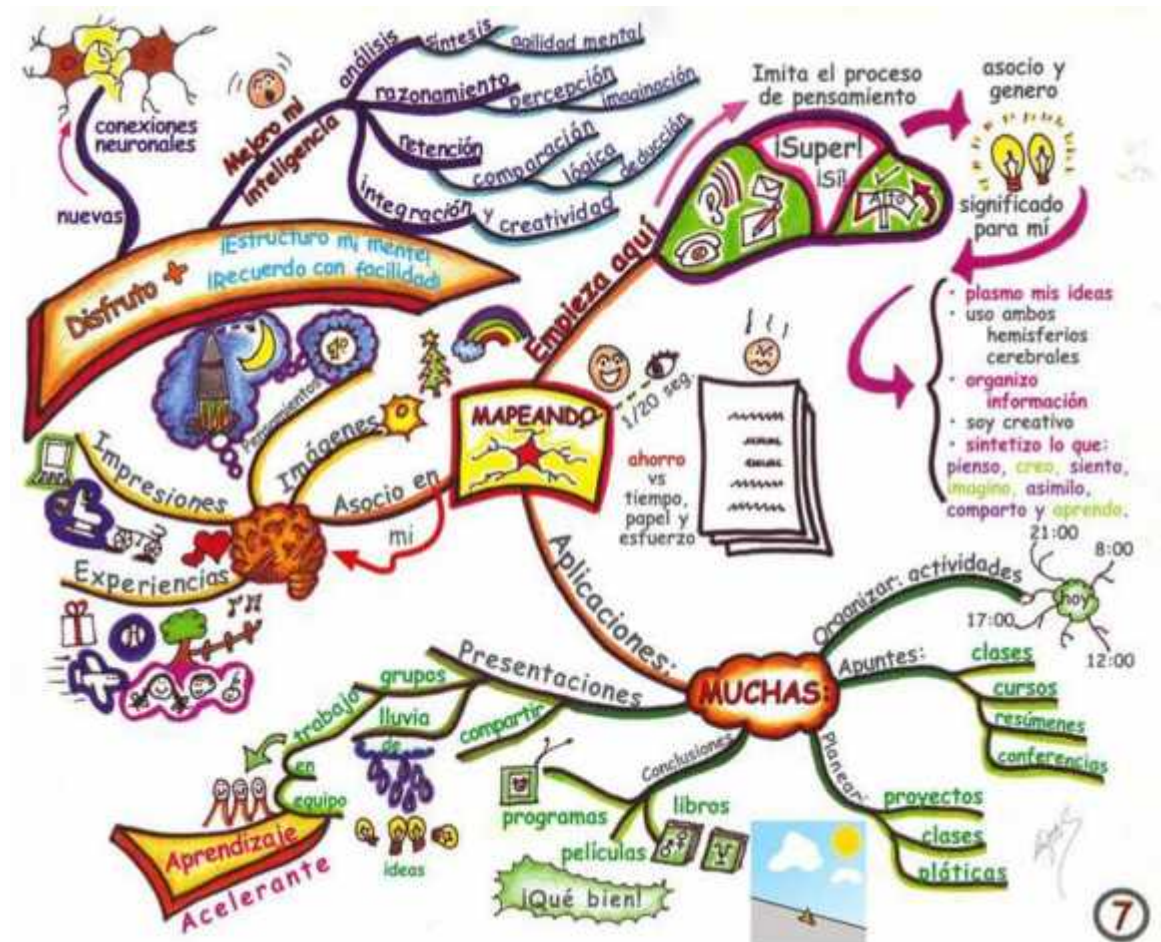 conexiones
neuronales
nuevas
Mejoro mi
inteligencia
análisis
síntesis
agilidad mental
razonamiento
percepción
imaginación
retención
comparación
lógica
deducción
integración y
creatividad
Disfruto +
¡Estructuro mi mente!
¡Recuerdo con facilidad!
Empieza aquí
Imita el proceso
de pensamiento
¡Super!
¡Sí!
Alto
asocio y
genero
significado
para mí
· plasmo mis ideas
· uso ambos
hemisferios
cerebrales
· organizo
información
· soy creativo
· sintetizo lo que:
pienso, creo, siento,
imagino, asimilo,
comparto y aprendo.
MAPEANDO
1/20 seg.
ahorro
vs
tiempo,
papel y
esfuerzo
Asocio en
mi
Pensamientos
Imágenes
Impresiones
Experiencias
Aplicaciones:
MUCHAS:
Organizar: actividades
hoy
21:00
8:00
17:00
12:00
Apuntes:
clases
cursos
resúmenes
conferencias
Planear:
proyectos
clases
pláticas
Conclusiones
programas
películas
libros
¡Qué bien!
Presentaciones
compartir
grupos
lluvia
de
ideas
trabajo
en
equipo
Aprendizaje
Acelerante
7